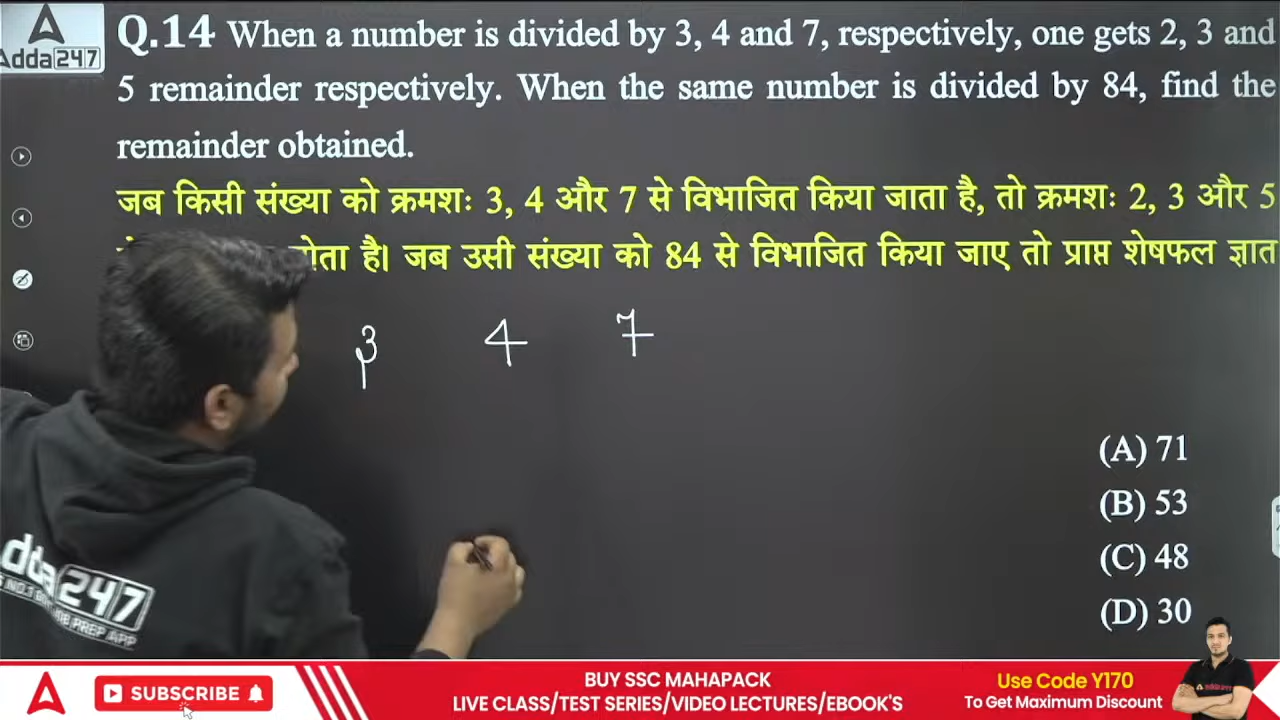 Adda247
Q.14 When a number is divided by 3, 4 and 7, respectively, one gets 2, 3 and
5 remainder respectively. When the same number is divided by 84, find the
remainder obtained.
जब किसी संख्या को क्रमशः 3, 4 और 7 से विभाजित किया जाता है, तो क्रमशः 2, 3 और 5
है। जब उसी संख्या को 84 से विभाजित किया जाए तो प्राप्त शेषफल ज्ञात
3 4 7
(A) 71
(B) 53
(C) 48
(D) 30
dda247
PREP APP
SUBSCRIBE
BUY SSC MAHAPACK
LIVE CLASS/TEST SERIES/VIDEO LECTURES/EBOOK'S
Use Code Y170
To Get Maximum Discount